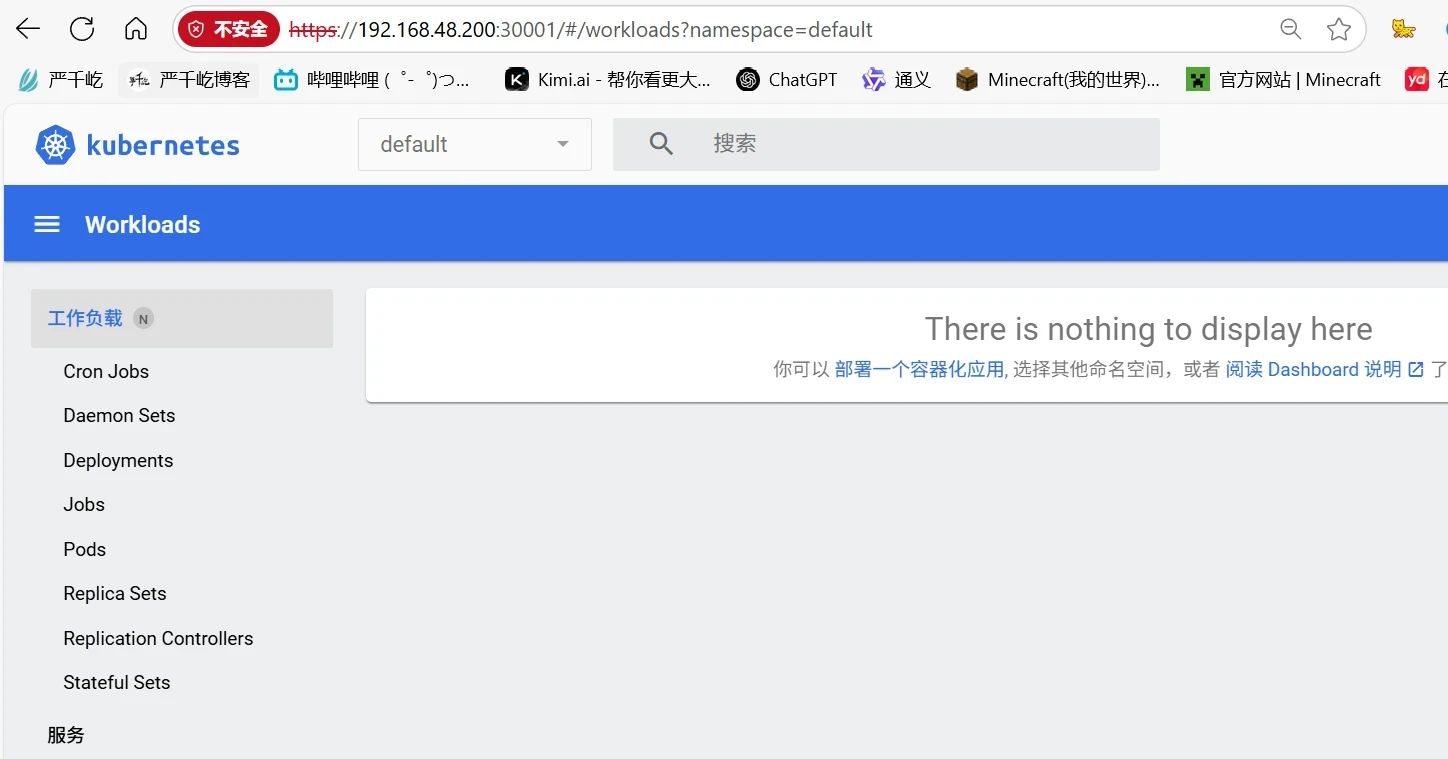 不安全 https://192.168.48.200:30001/#/workloads?namespace=default
严千屹 严千屹博客 哔哩哔哩 ( ゜- ゜)つ... Kimi.ai - 帮你看更大... ChatGPT 通义 Minecraft(我的世界)... 官方网站 | Minecraft yd 在
kubernetes default 搜索
Workloads
工作负载 N
There is nothing to display here
你可以 部署一个容器化应用, 选择其他命名空间，或者 阅读 Dashboard 说明 了
Cron Jobs
Daemon Sets
Deployments
Jobs
Pods
Replica Sets
Replication Controllers
Stateful Sets
服务